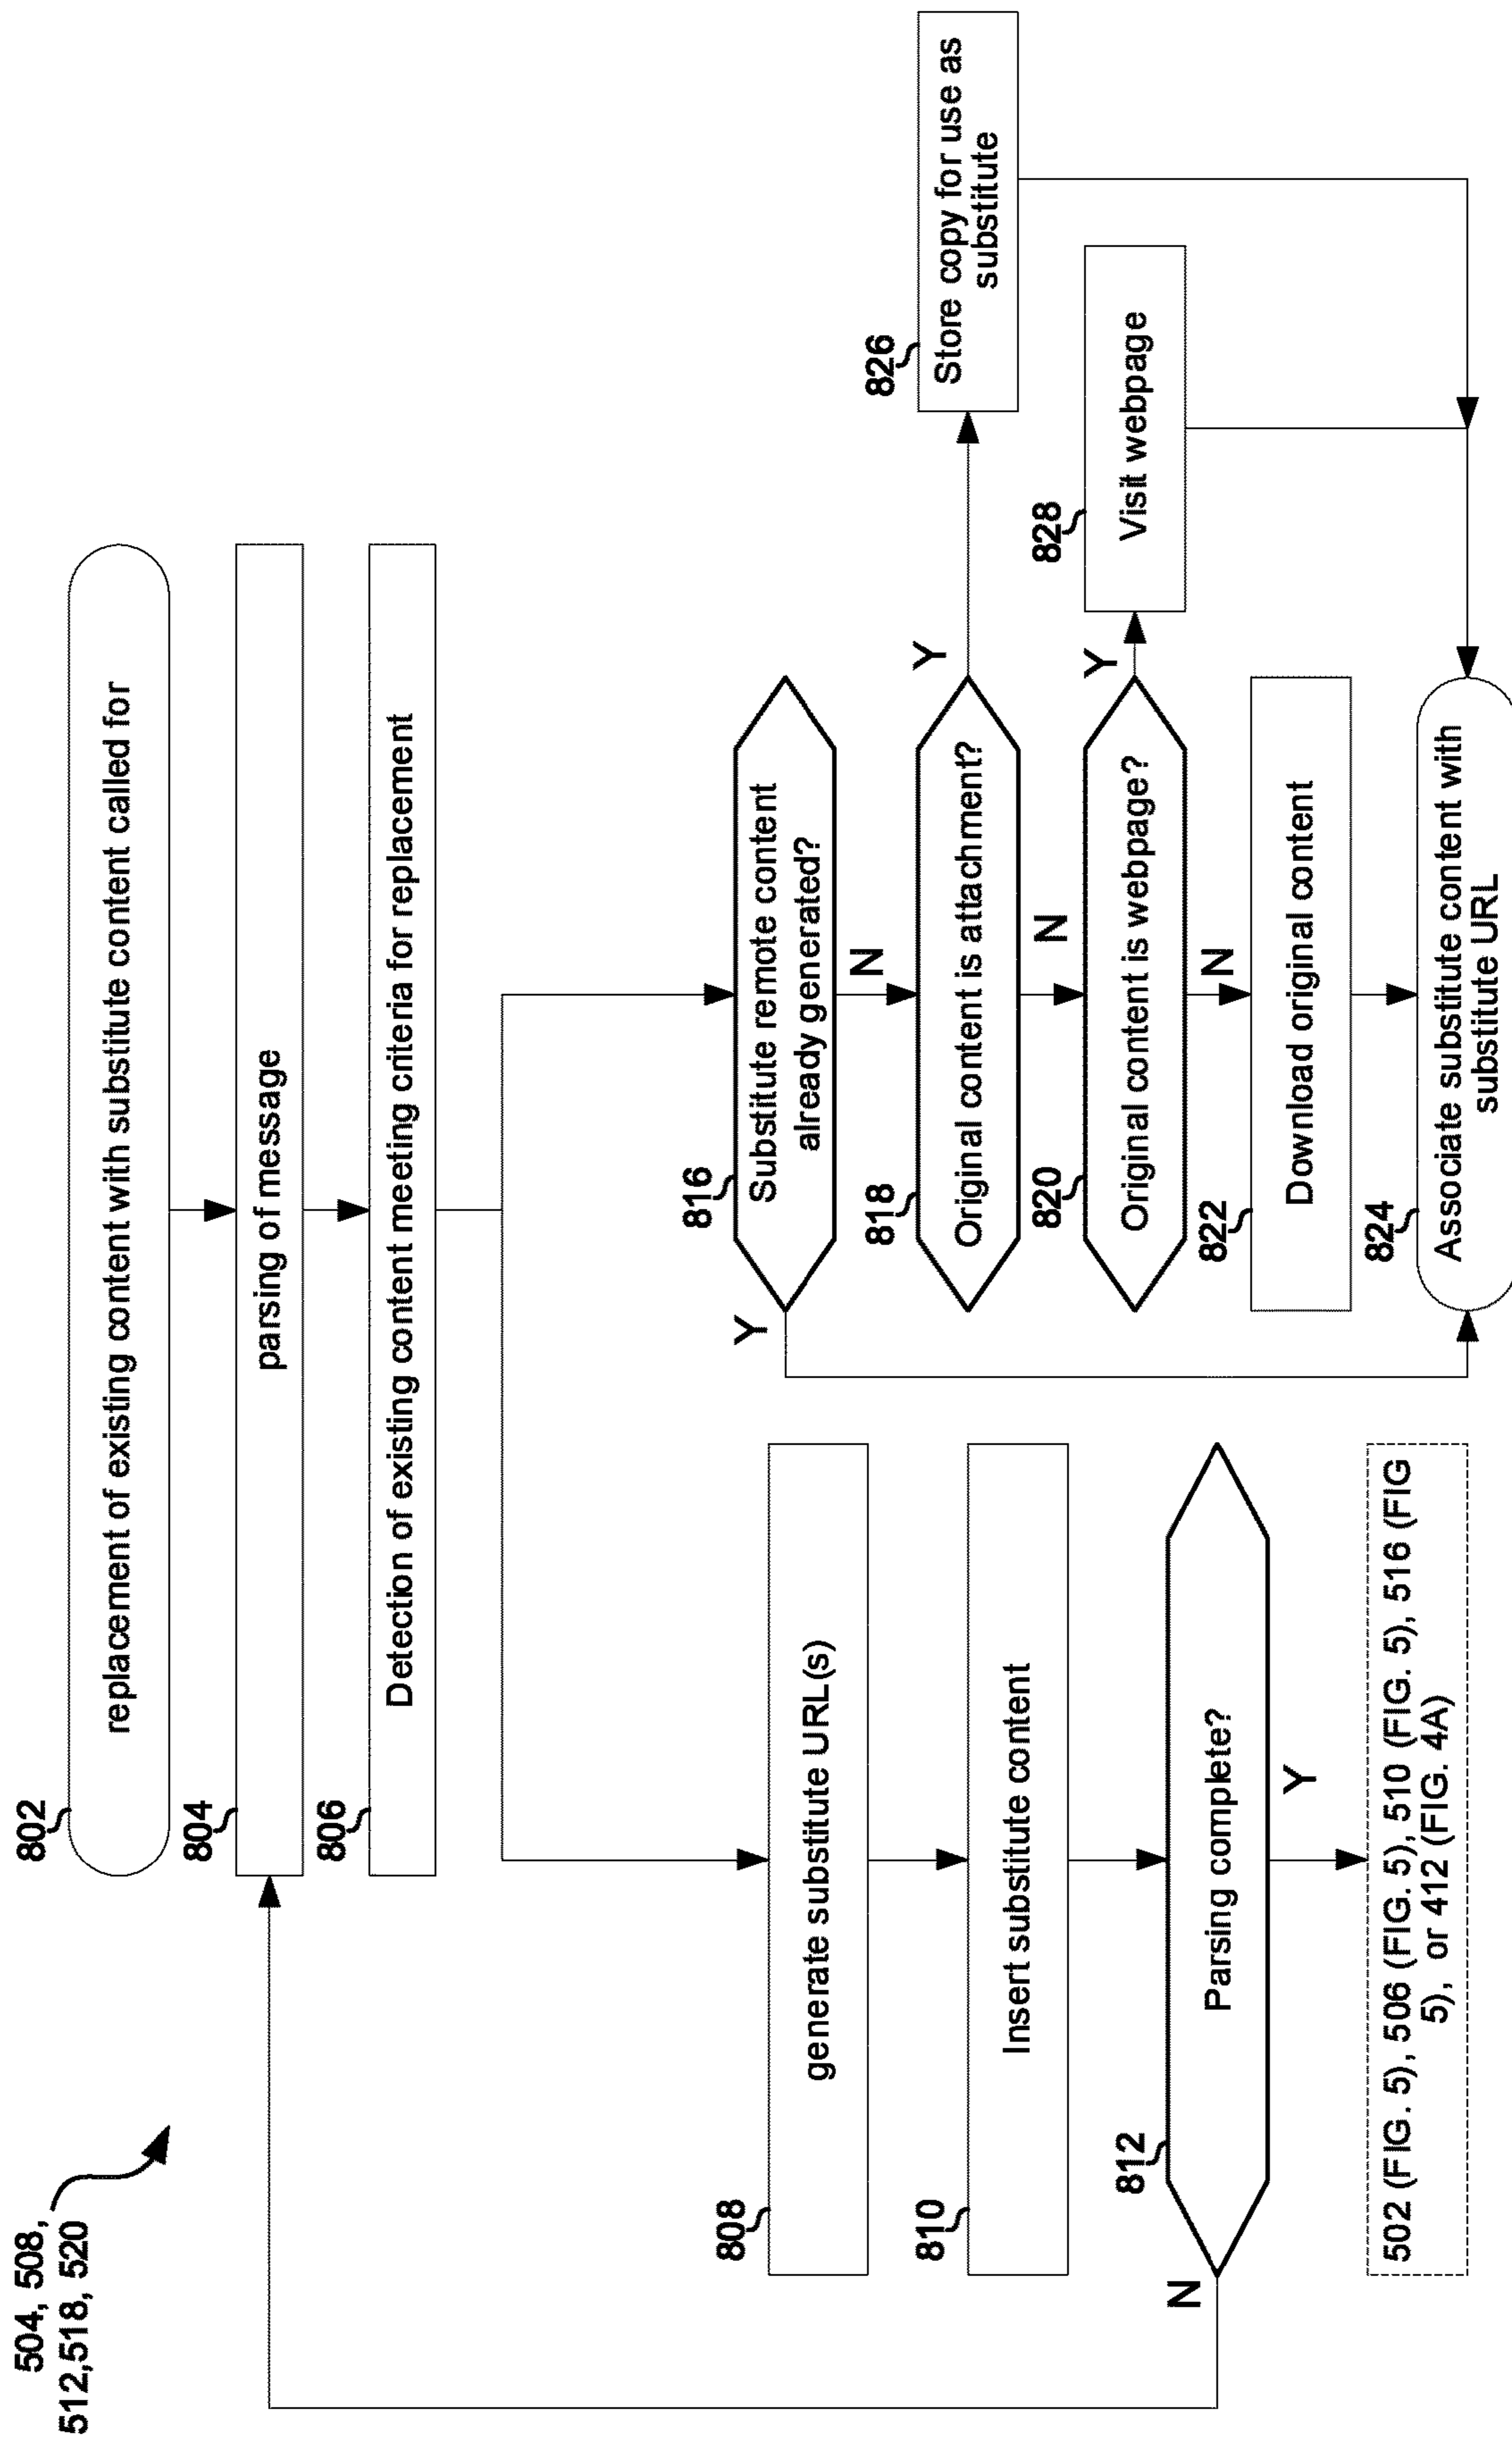 504, 508,
512,518, 520
802
replacement of existing content with substitute content called for
804
parsing of message
806
Detection of existing content meeting criteria for replacement
808
generate substitute URL(s)
810
Insert substitute content
812
Parsing complete?
N
Y
502 (FIG. 5), 506 (FIG. 5), 510 (FIG. 5), 516 (FIG
5), or 412 (FIG. 4A)
816
Substitute remote content
already generated?
Y
N
818
Original content is attachment?
Y
N
826
Store copy for use as
substitute
820
Original content is webpage?
Y
N
828
Visit webpage
822
Download original content
824
Associate substitute content with
substitute URL